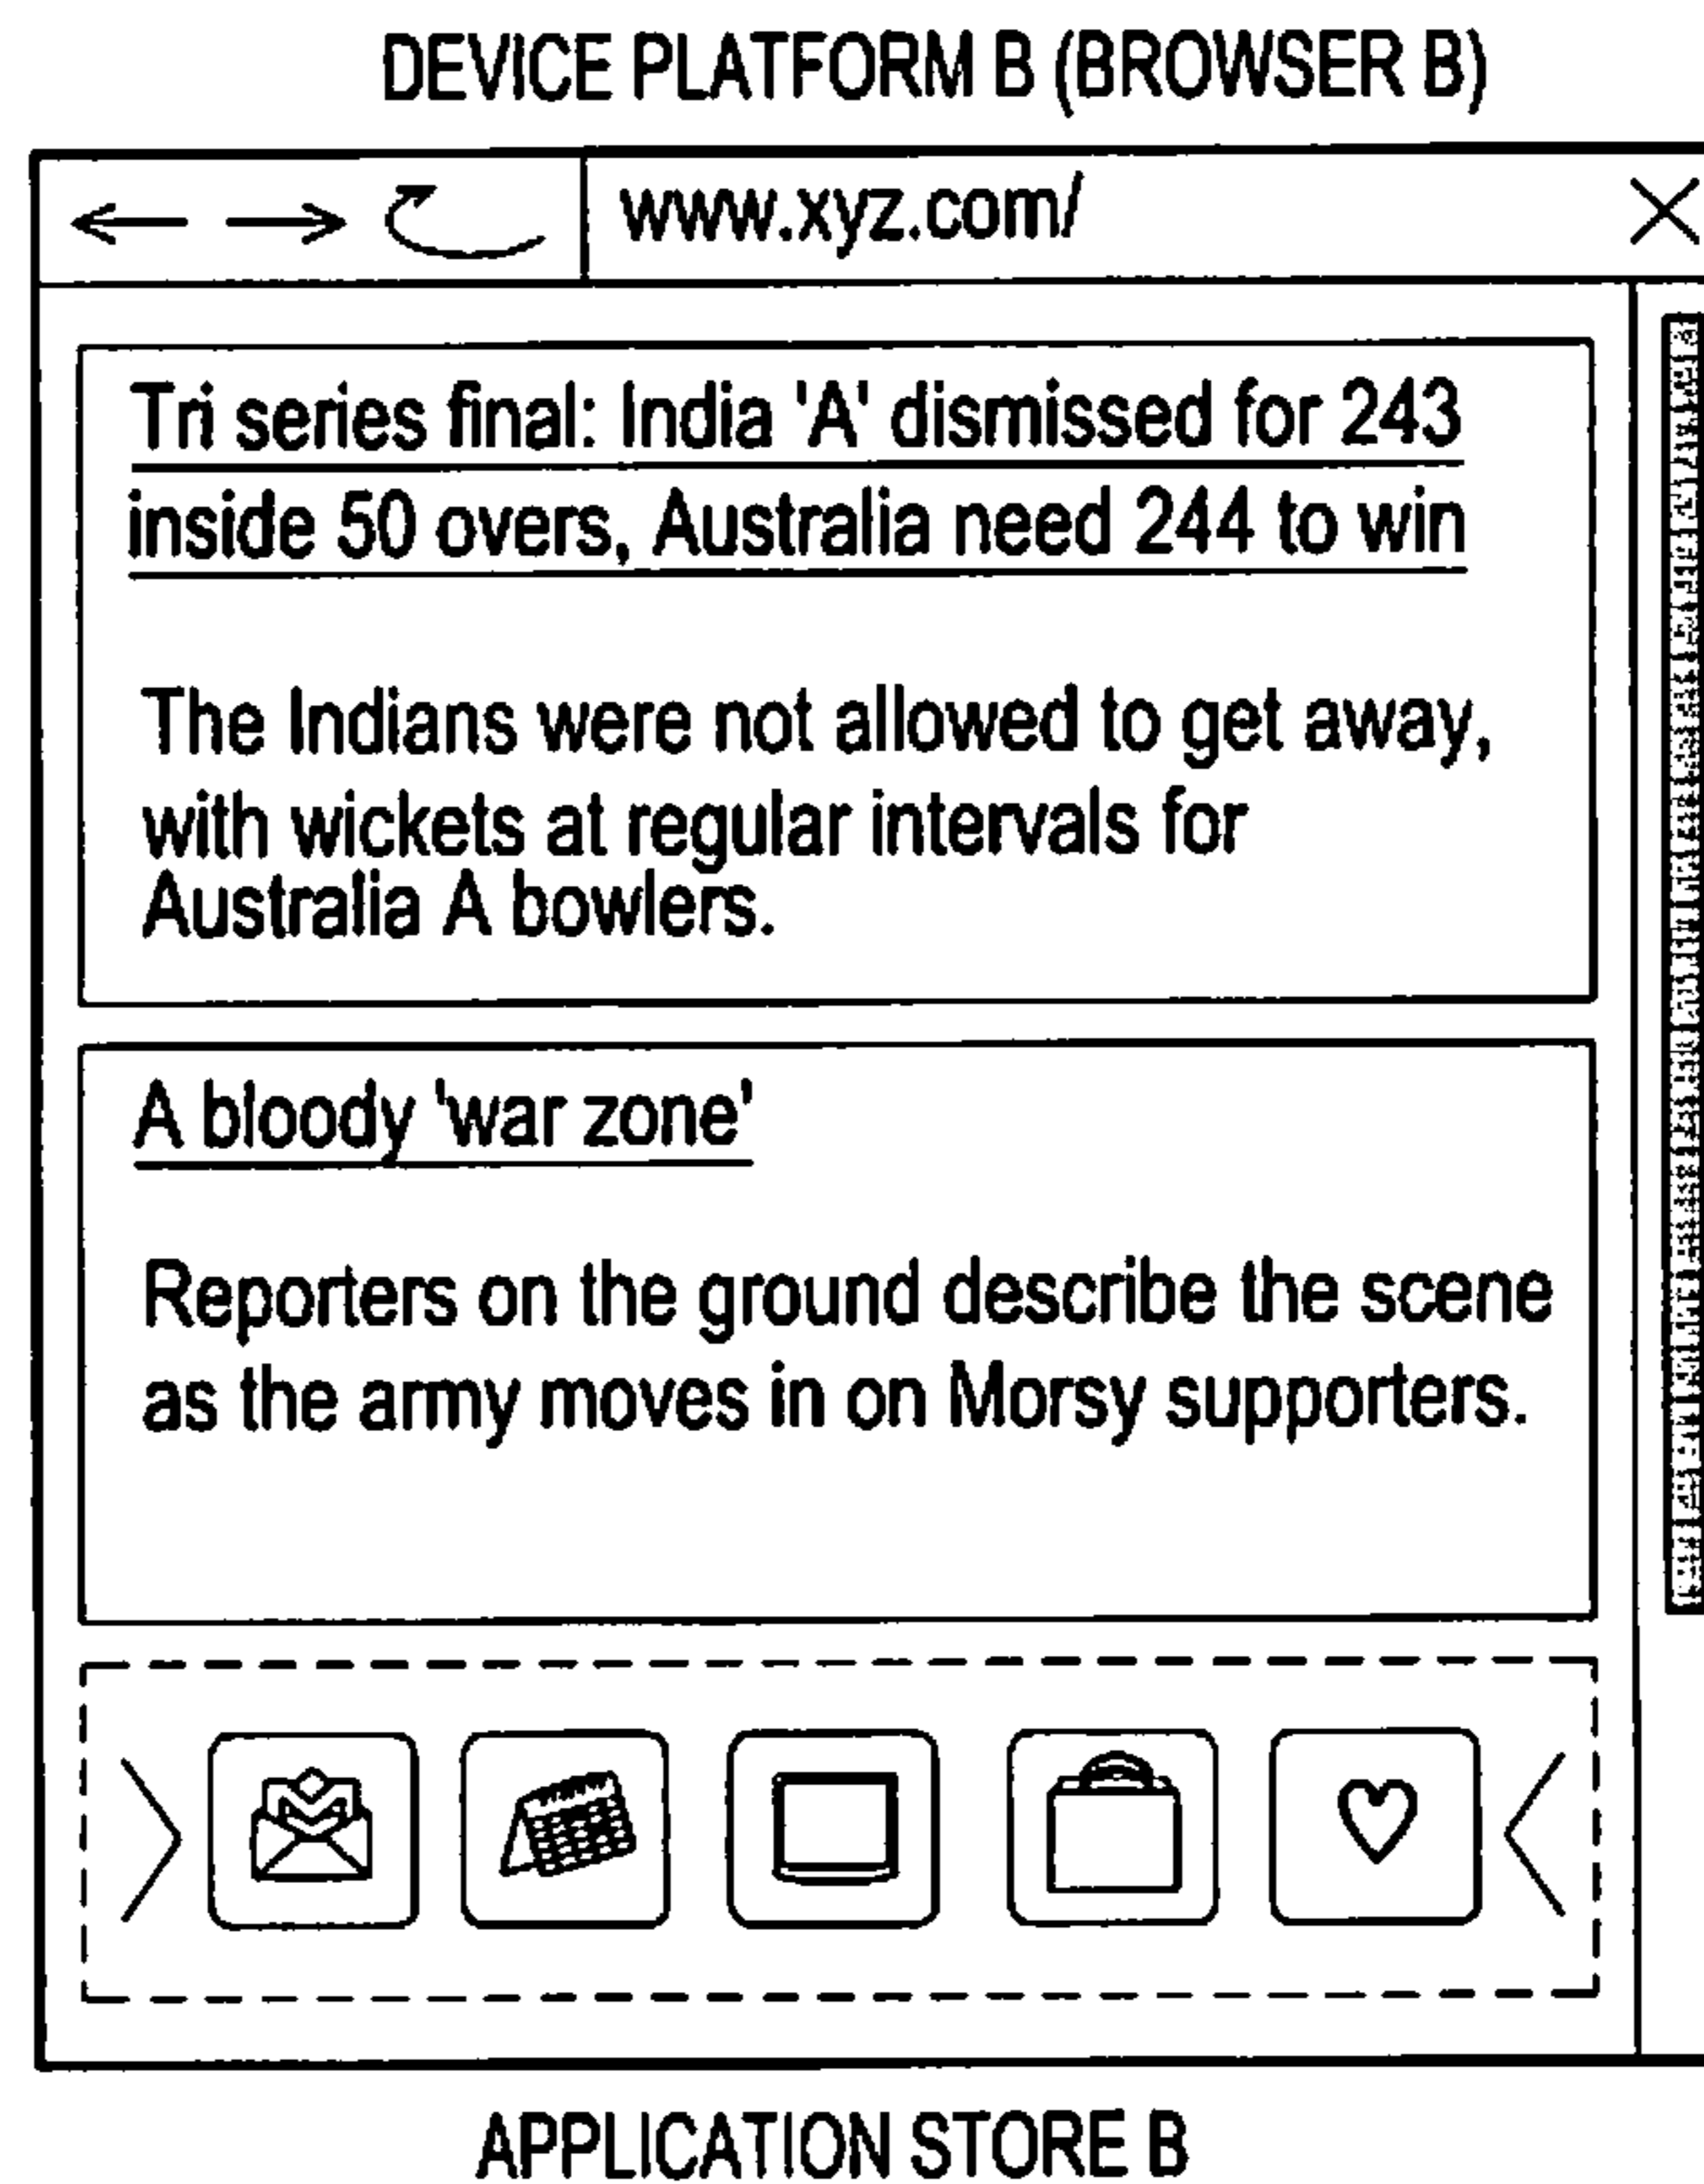 DEVICE PLATFORM B (BROWSER B)
www.xyz.com/
Tri series final: India 'A' dismissed for 243
inside 50 overs, Australia need 244 to win
The Indians were not allowed to get away,
with wickets at regular intervals for
Australia A bowlers.
A bloody 'war zone'
Reporters on the ground describe the scene
as the army moves in on Morsy supporters.
APPLICATION STORE B